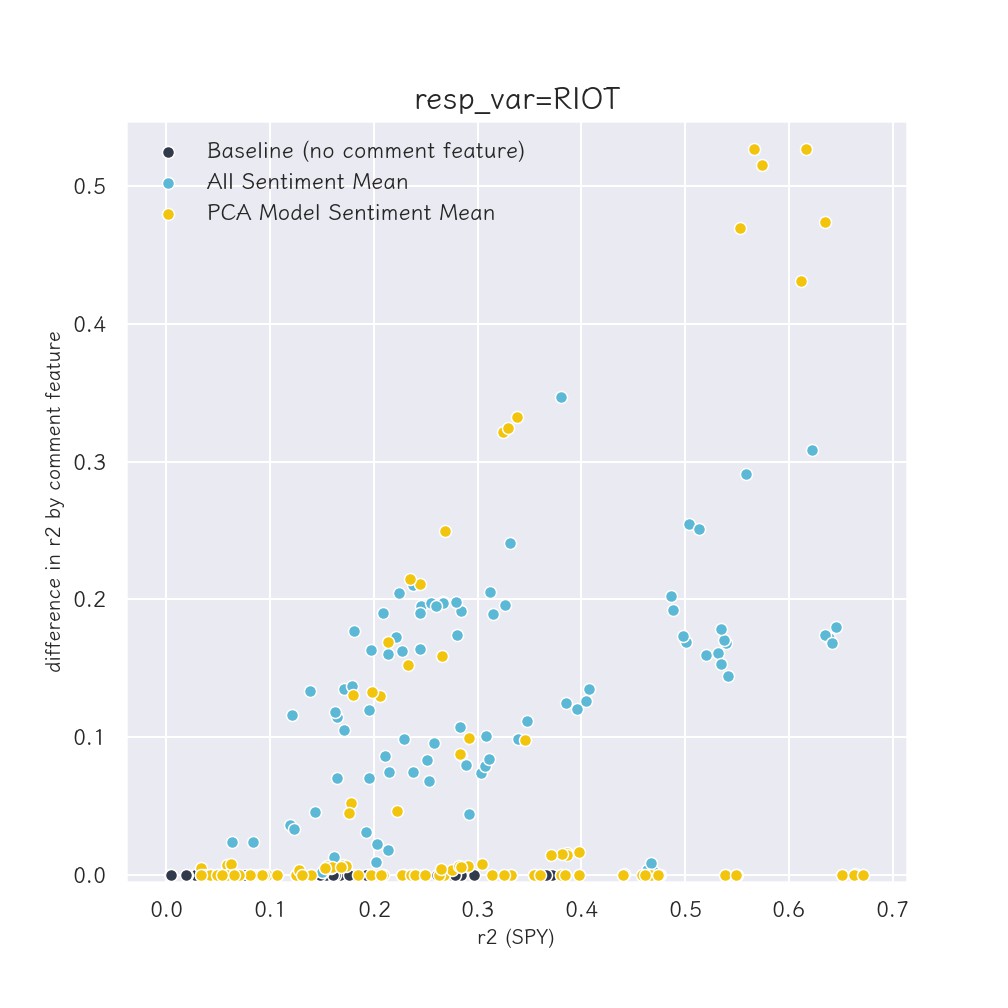 resp_var=RIOT
Baseline (no comment feature)
All Sentiment Mean
PCA Model Sentiment Mean
difference in r2 by comment feature
0.5
0.4
0.3
0.2
0.1
0.0
0.0 0.1 0.2 0.3 0.4 0.5 0.6 0.7
r2 (SPY)